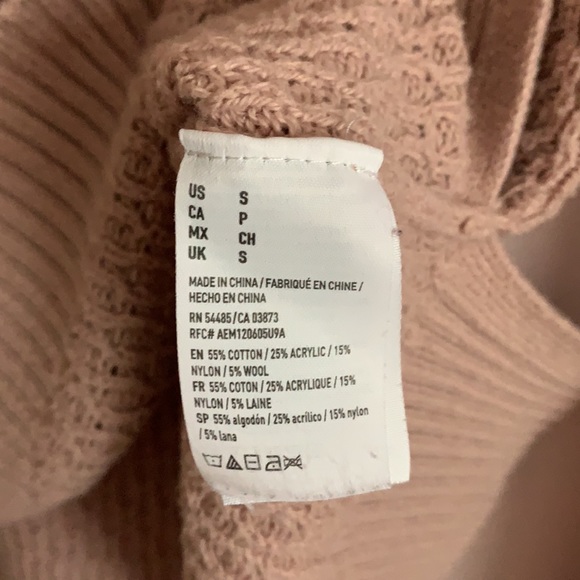 US S
CA P
MX CH
UK S
MADE IN CHINA / FABRIQUÉ EN CHINE /
HECHO EN CHINA
RN 54485/CA 03873
RFC# AEM120605U9A
EN 55% COTTON / 25% ACRYLIC / 15%
NYLON / 5% WOOL
FR 55% COTON / 25% ACRYLIQUE / 15%
NYLON / 5% LAINE
SP 55% algodón / 25% acrílico / 15% nylon
/ 5% lana